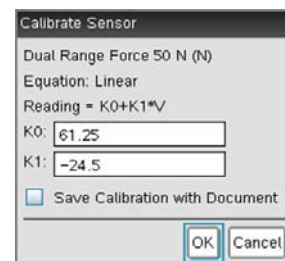 Calibrate Sensor
Dual Range Force 50 N (N)
Equation: Linear
Reading = K0+K1*V
K0: 61.25
K1: -24.5
Save Calibration with Document
OK Cancel